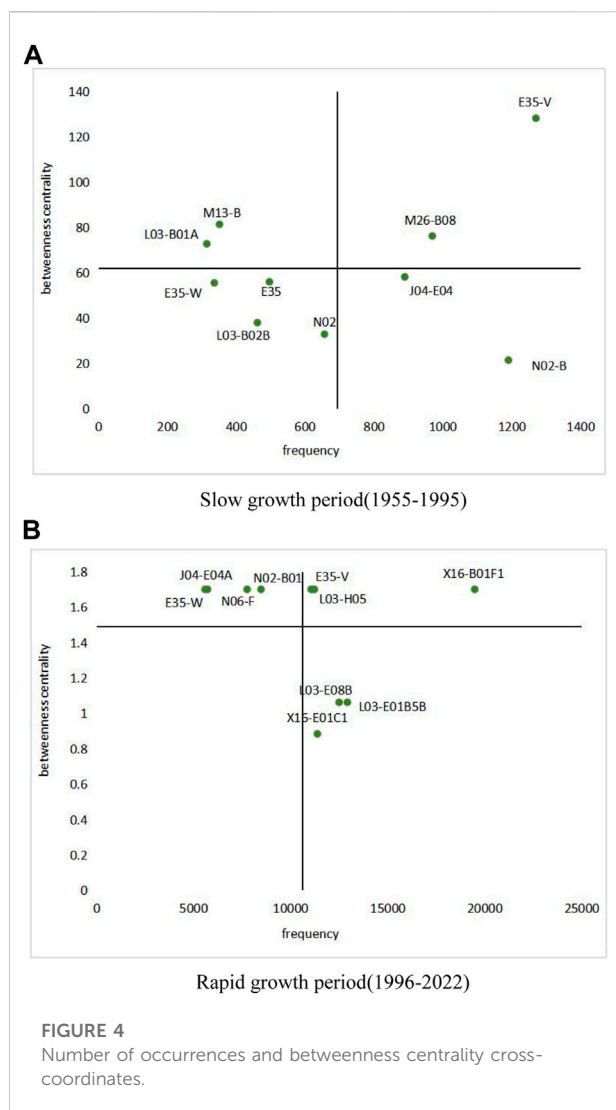 A
140
120
100
80
60
40
20
0
betweenness centrality
E35-V
M13-B
M26-B08
L03-B01A
E35-W
E35
J04-E04
L03-B02B
N02
N02-B
0 200 400 600 800 1000 1200 1400
frequency
Slow growth period(1955-1995)
B
1.8
1.6
1.4
1.2
1
0.8
0.6
0.4
0.2
0
betweenness centrality
J04-E04A
N02-B01
E35-V
X16-B01F1
E35-W
N06-F
L03-H05
L03-E08B
L03-E01B5B
X16-E01C1
0 5000 10000 15000 20000 25000
frequency
Rapid growth period(1996-2022)
FIGURE 4
Number of occurrences and betweenness centrality cross-
coordinates.